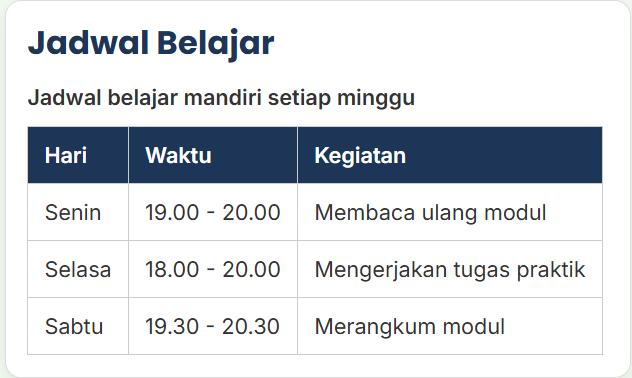 Jadwal Belajar
Jadwal belajar mandiri setiap minggu
Hari Waktu Kegiatan
Senin 19.00 - 20.00 Membaca ulang modul
Selasa 18.00 - 20.00 Mengerjakan tugas praktik
Sabtu 19.30 - 20.30 Merangkum modul